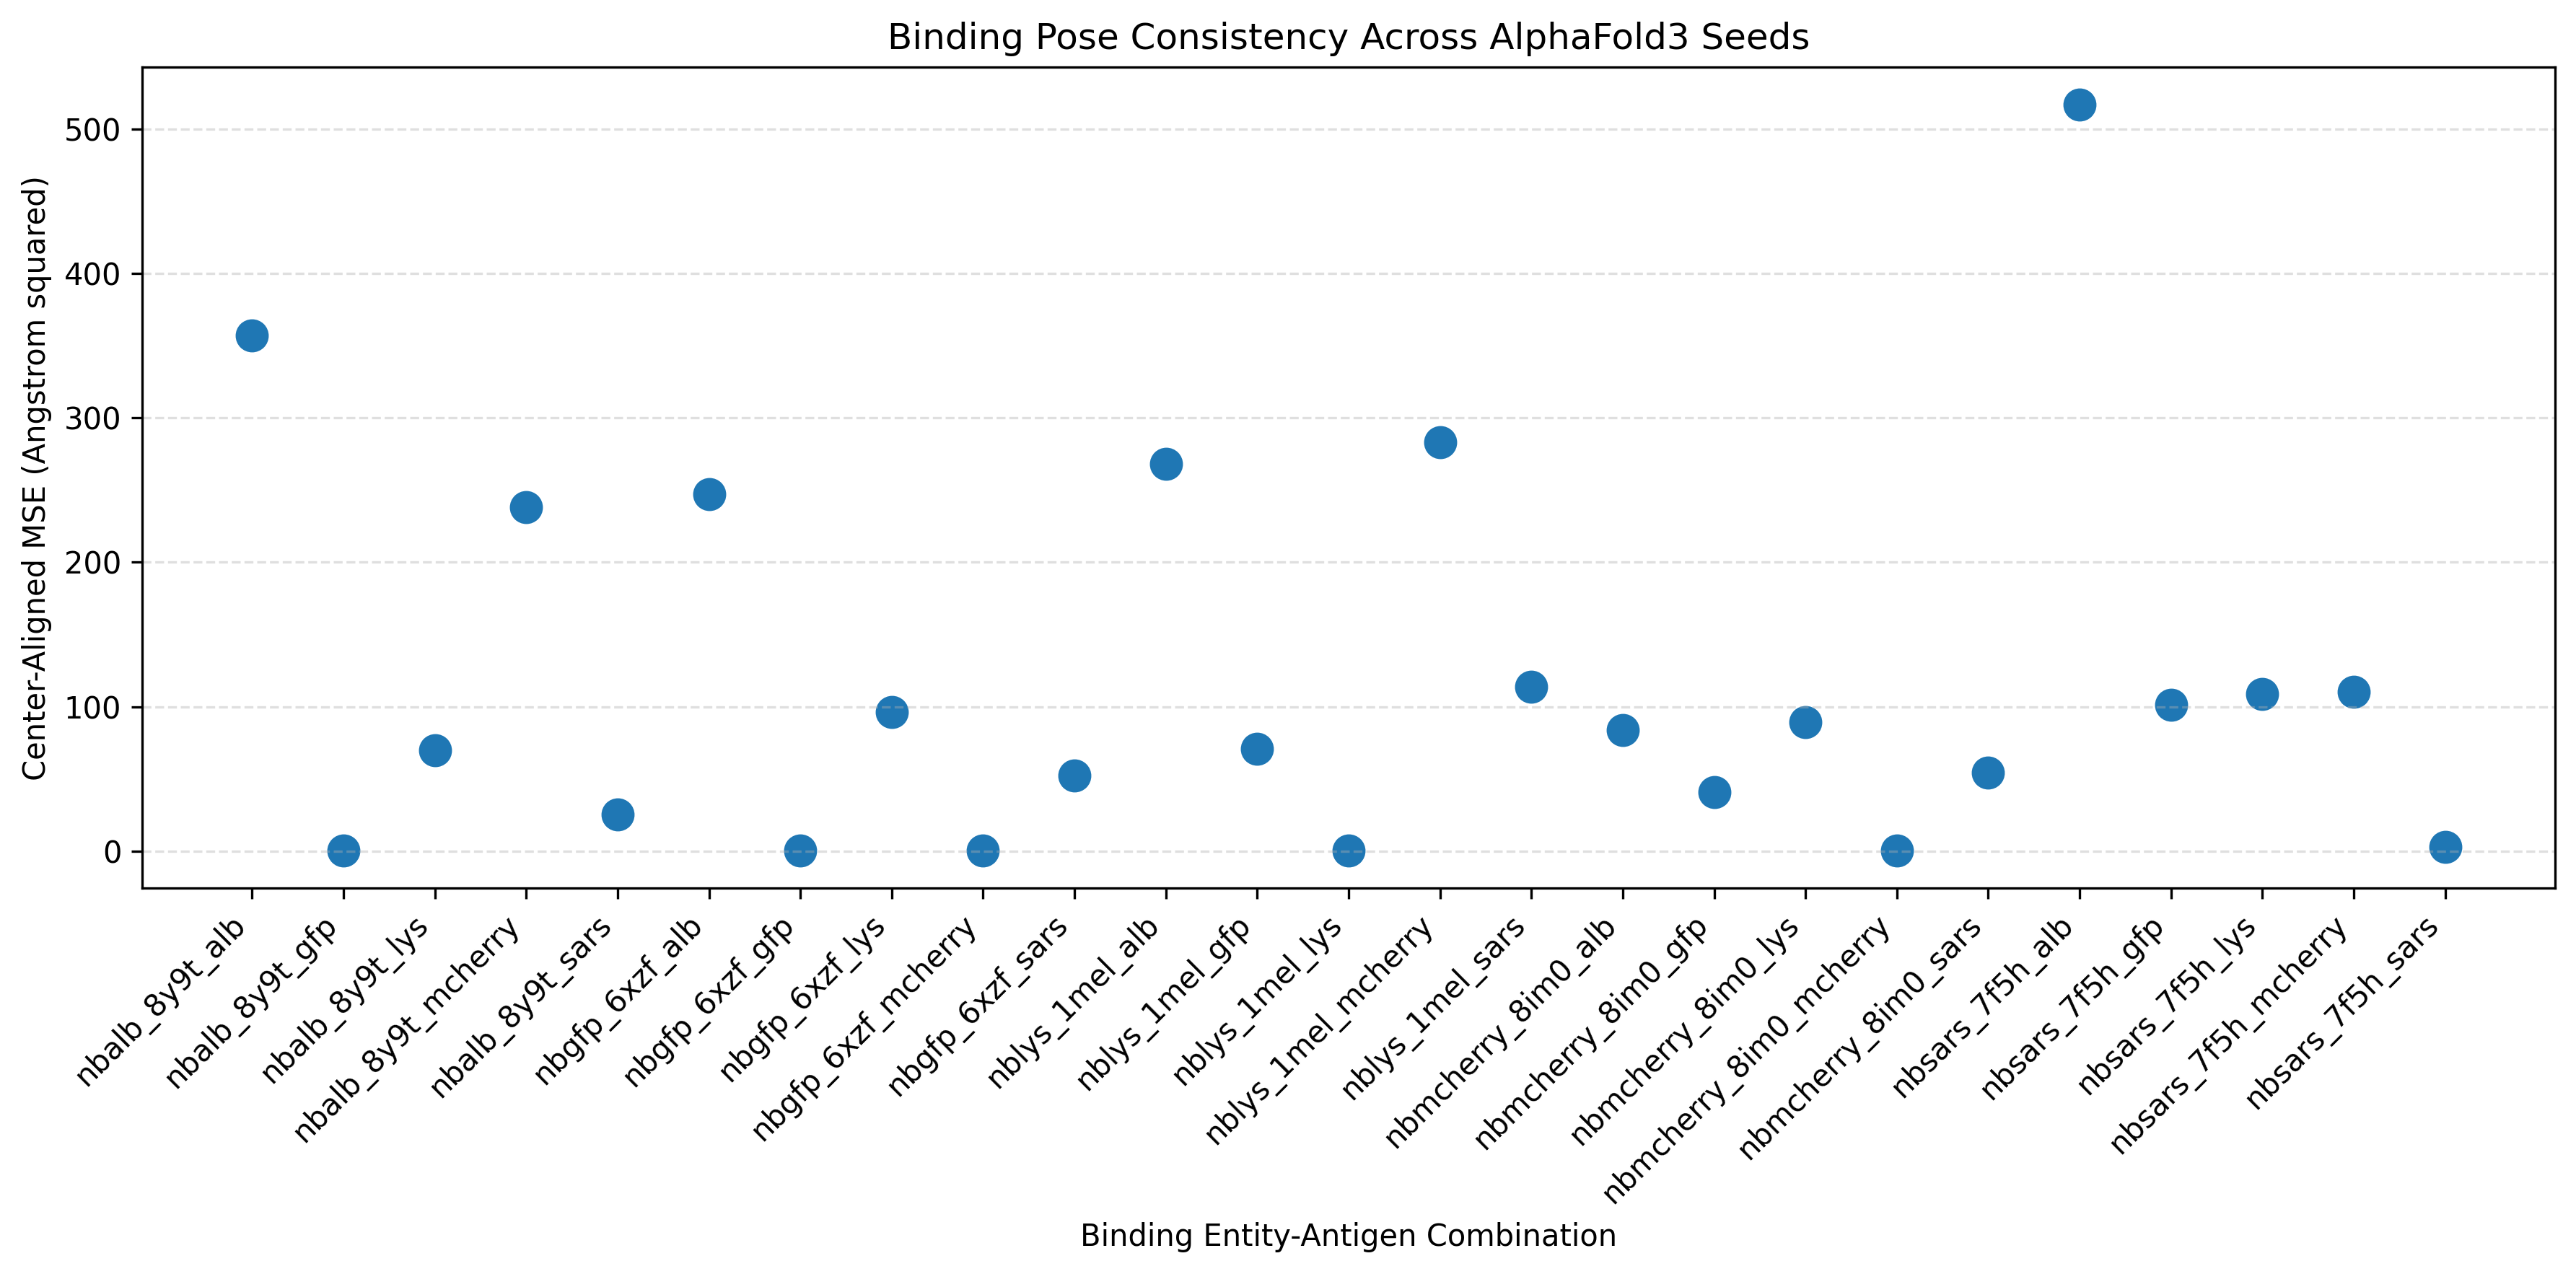 Binding Pose Consistency Across AlphaFold3 Seeds
Center-Aligned MSE (Angstrom squared)
500
400
300
200
100
0
nbalb_8y9t_alb
nbalb_8y9t_gfp
nbalb_8y9t_lys
nbalb_8y9t_mcherry
nbalb_8y9t_sars
nbgfp_6xzf_alb
nbgfp_6xzf_gfp
nbgfp_6xzf_lys
nbgfp_6xzf_mcherry
nbgfp_6xzf_sars
nblys_1mel_alb
nblys_1mel_gfp
nblys_1mel_lys
nblys_1mel_mcherry
nblys_1mel_sars
nbmcherry_8im0_alb
nbmcherry_8im0_gfp
nbmcherry_8im0_lys
nbmcherry_8im0_mcherry
nbmcherry_8im0_sars
nbsars_7f5h_alb
nbsars_7f5h_gfp
nbsars_7f5h_lys
nbsars_7f5h_mcherry
nbsars_7f5h_sars
Binding Entity-Antigen Combination